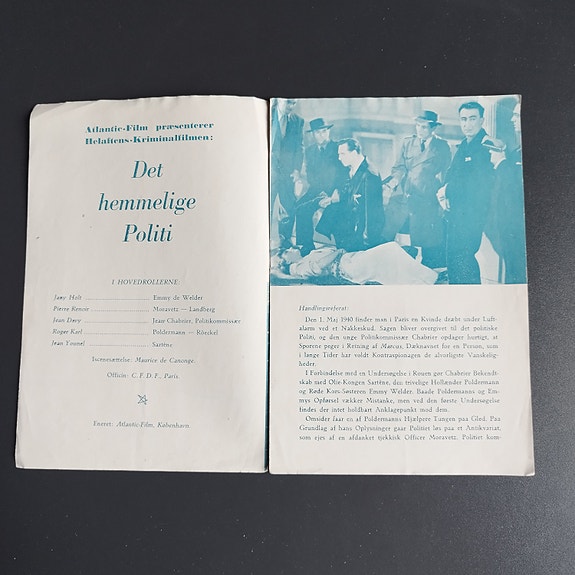 Atlantic-Film præsenterer
Helaftens-Kriminalfilmen:
Det
hemmelige
Politi
I HOVEDROLLERNE
Jany Holt ........................ Emmy de Welder
Pierre Renoir ........................ Moravetz — Landberg
Jean Davy ........................ Jean Chabrier, Politikommissær
Roger Karl ........................ Poldermann — Röeckel
Jean Yonnel ........................ Sartène
Iscenesættelse: Maurice de Canonge.
Officin: C.F.D.F., Paris.
Eneret: Atlantic-Film, København.
Handlingsreferat:
Den 1. Maj 1940 finder man i Paris en Kvinde dræbt under Luft-
alarm ved et Nakkeskud. Sagen bliver overgivet til det politiske
Politi, og den unge Politikommissær Chabrier opdager hurtigt, at
Sporene peger i Retning af Marcus, Dæknavnet for en Person, som
i lange Tider har voldt Kontraspionagen de alvorligste Vanskelig-
heder.
I Forbindelse med en Undersøgelse i Rouen gør Chabrier Bekendt-
skab med Olie-Kongen Sartène, den trivelige Hollænder Poldermann
og Røde Kors-Søsteren Emmy Welder. Baade Poldermanns og Em-
mys Opførsel vækker Mistanke, men ved den første Undersøgelse
findes der intet holdbart Anklagepunkt mod dem.
Omsider faar en af Poldermanns Hjælpere Tungen paa Gled. Paa
Grundlag af hans Oplysninger gaar Politiet løs paa et Antikvariat,
som ejes af en afdanket tjekkisk Officer Moravetz. Politiet kom-